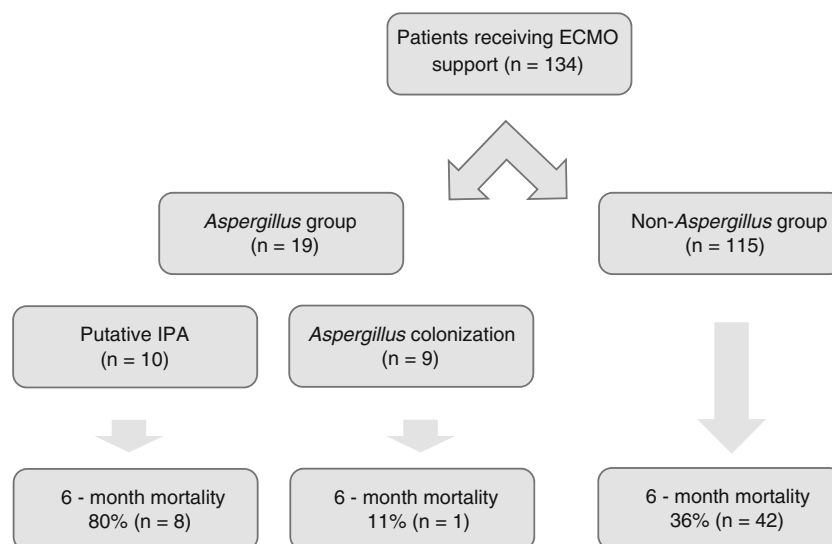 Patients receiving ECMO
support (n = 134)
Aspergillus group
(n = 19)
Non-Aspergillus group
(n = 115)
Putative IPA
(n = 10)
Aspergillus colonization
(n = 9)
6 - month mortality
80% (n = 8)
6 - month mortality
11% (n = 1)
6 - month mortality
36% (n = 42)